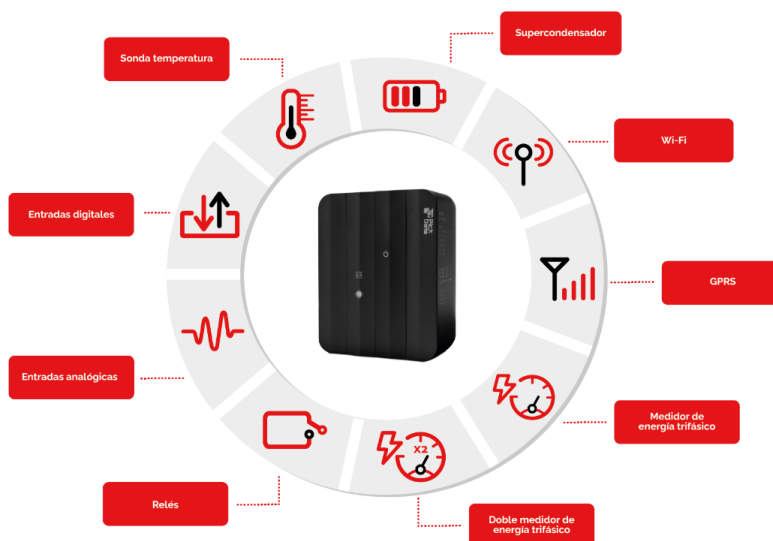 Supercondensador
Sonda temperatura
Wi-Fi
Entradas digitales
GPRS
Entradas analógicas
Medidor de
energía trifásico
X2
Relés
Doble medidor de
energía trifásico